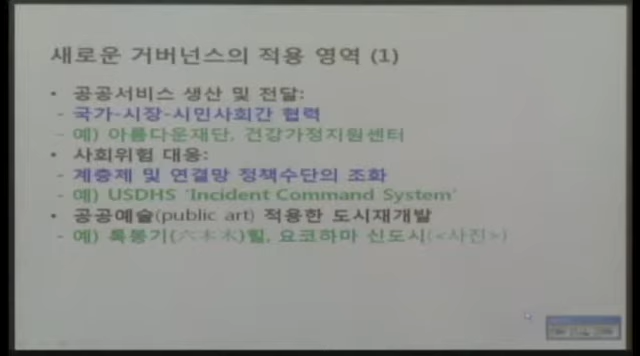 새로운 거버넌스의 적용 영역 (1)
• 공공서비스 생산 및 전달:
- 국가-시장-시민사회간 협력
- 예) 아름다운재단, 건강가정지원센터
• 사회위험 대응:
- 계층제 및 연결망 정책수단의 조화
- 예) USDHS 'Incident Command System'
• 공공예술(public art) 적용한 도시재개발
- 예) 록뽕기(六本木)힐, 요코하마 신도시(<사진>)